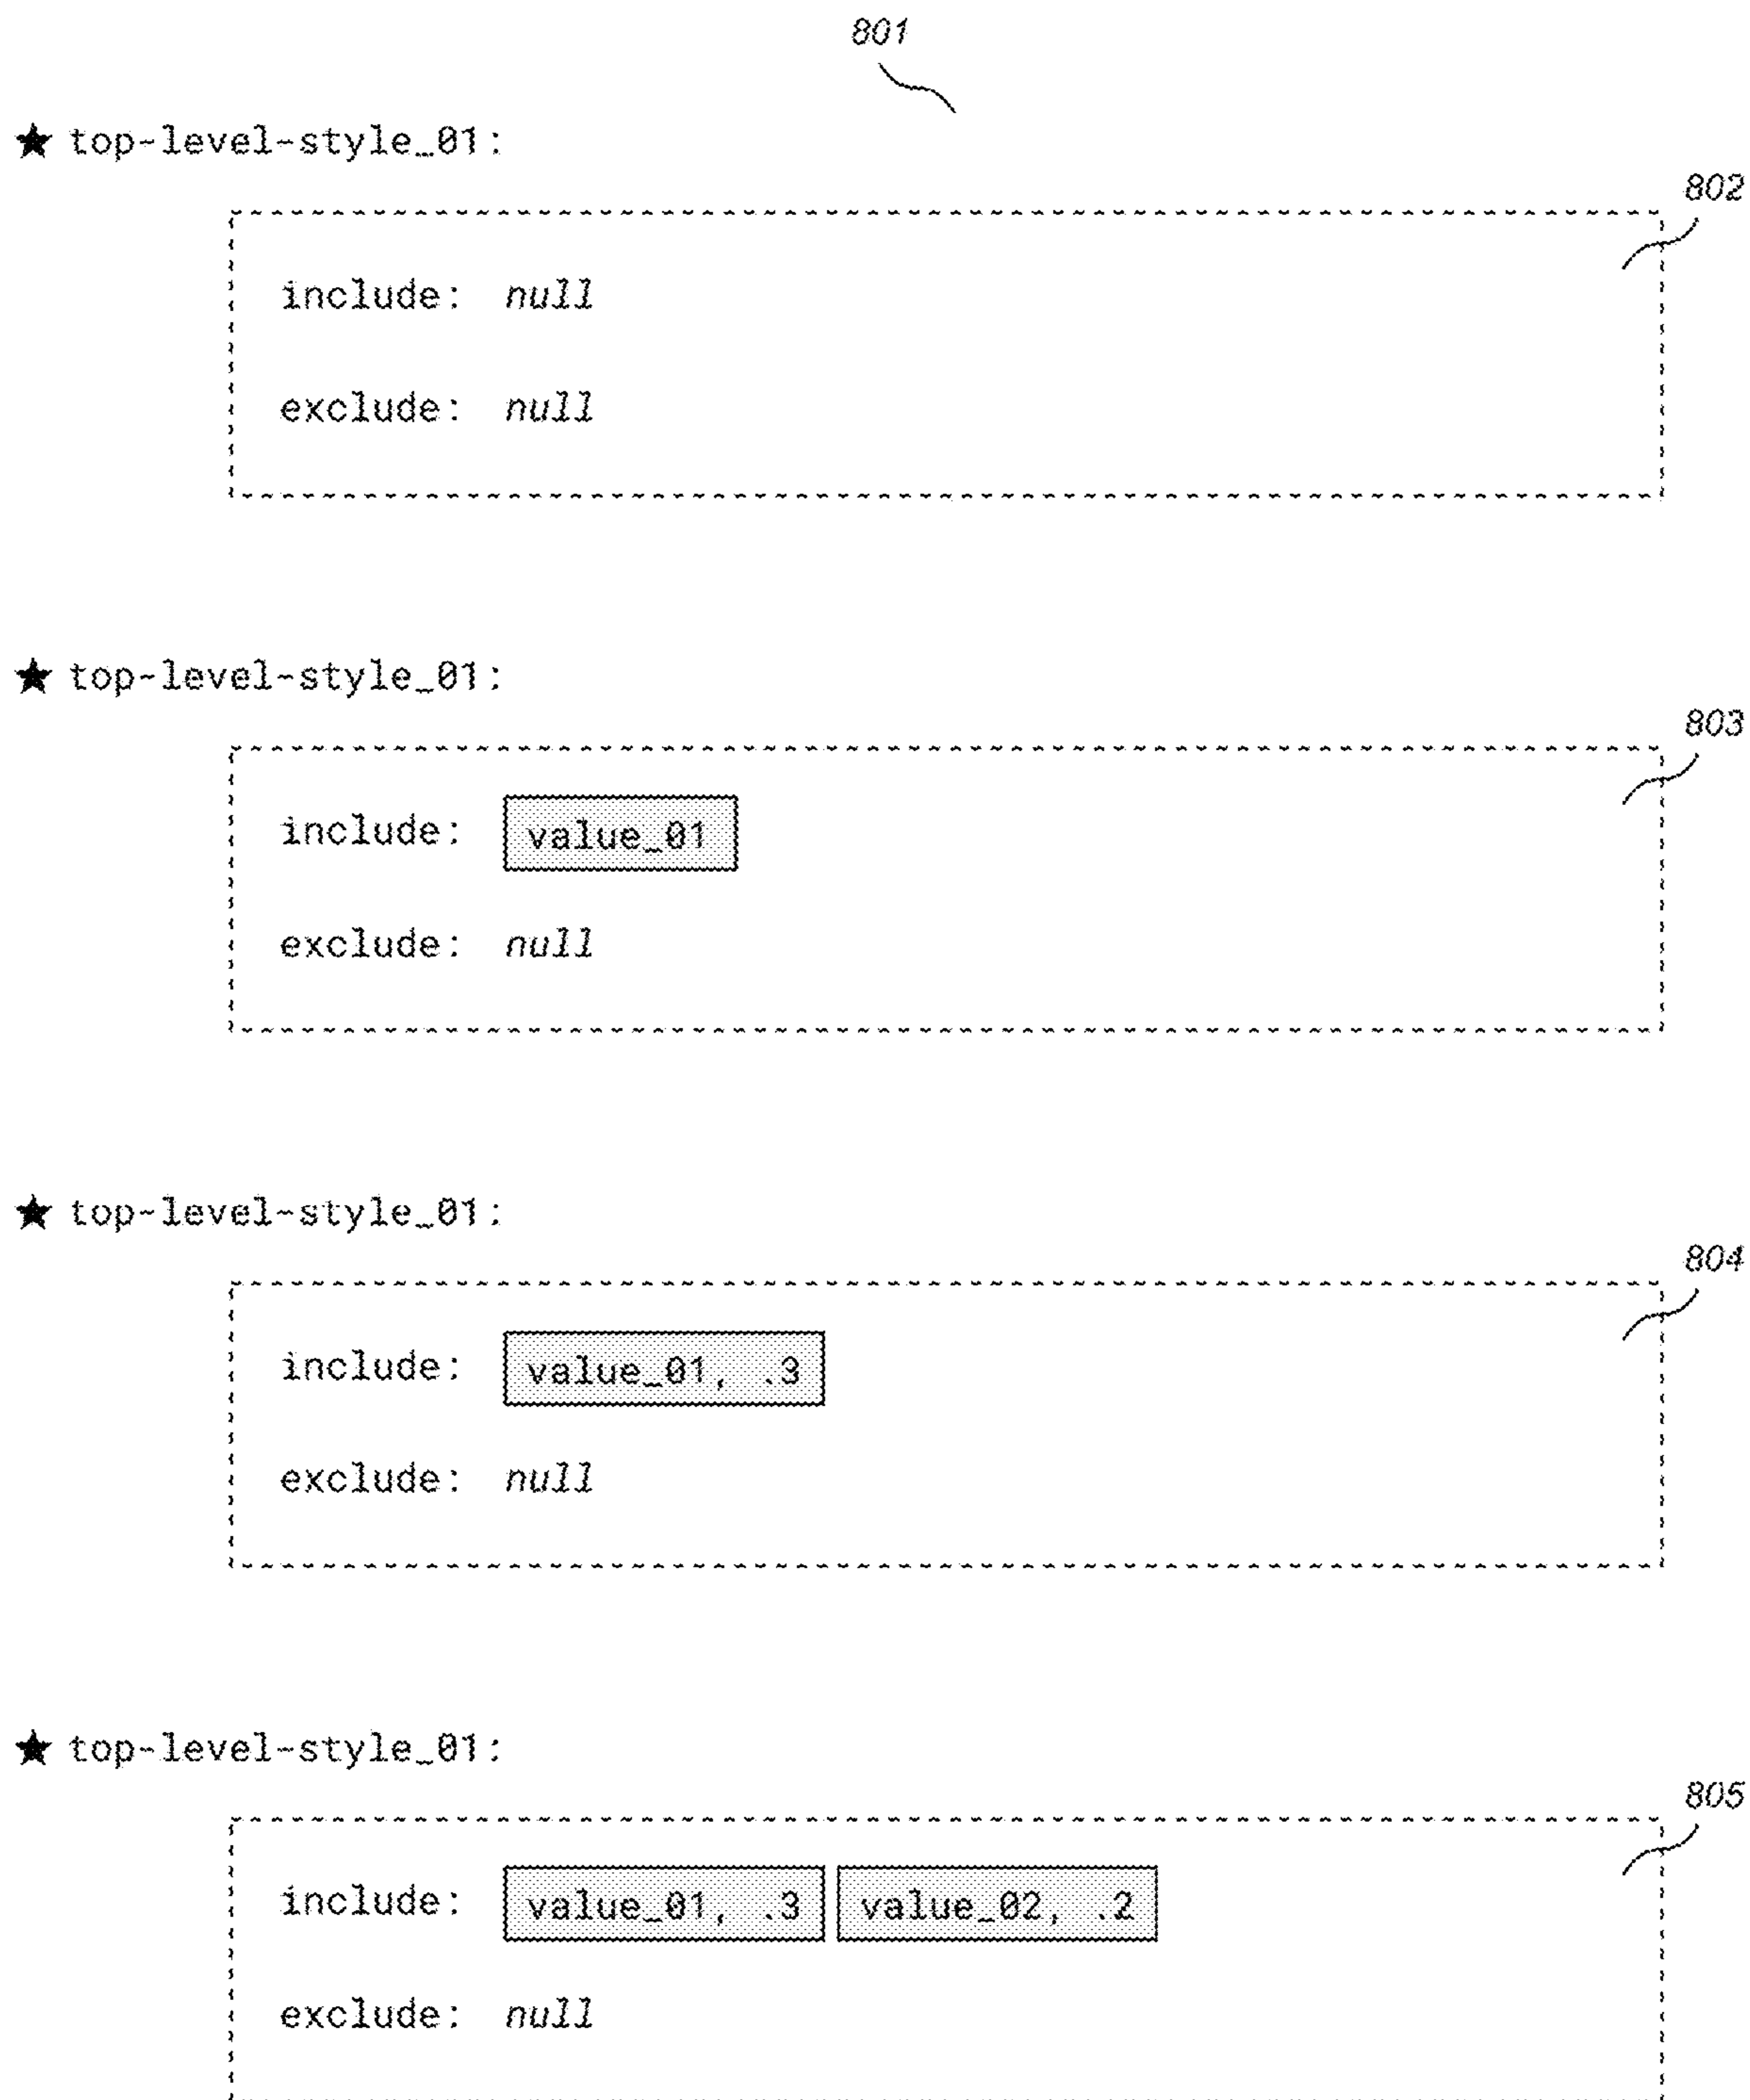 801
★ top-level-style_01:
802
include: null
exclude: null
★ top-level-style_01:
803
include: value_01
exclude: null
★ top-level-style_01:
804
include: value_01, .3
exclude: null
★ top-level-style_01:
805
include: value_01, .3 value_02, .2
exclude: null